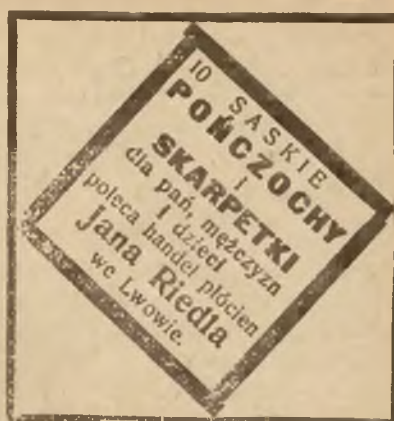 10 SASKIE
POŃCZOCHY
i
SKARPETKI
dla pań, mężczyzn
i dzieci
poleca handel płócien
Jana Riedla
we Lwowie.